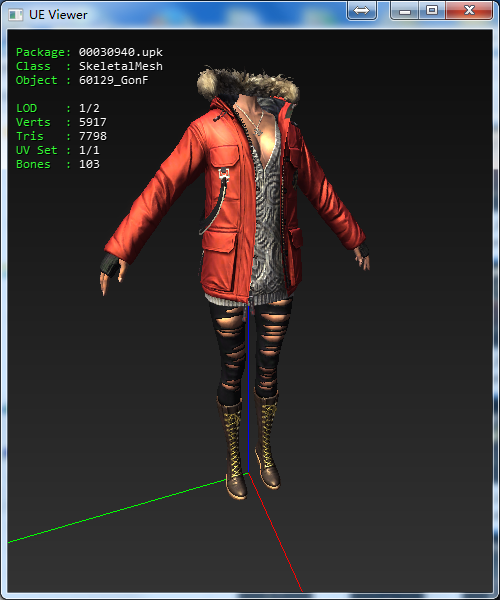 UE Viewer
Package: 00030940.upk
Class  : SkeletalMesh
Object : 60129_GonF
LOD    : 1/2
Verts  : 5917
Tris   : 7798
UV Set : 1/1
Bones  : 103